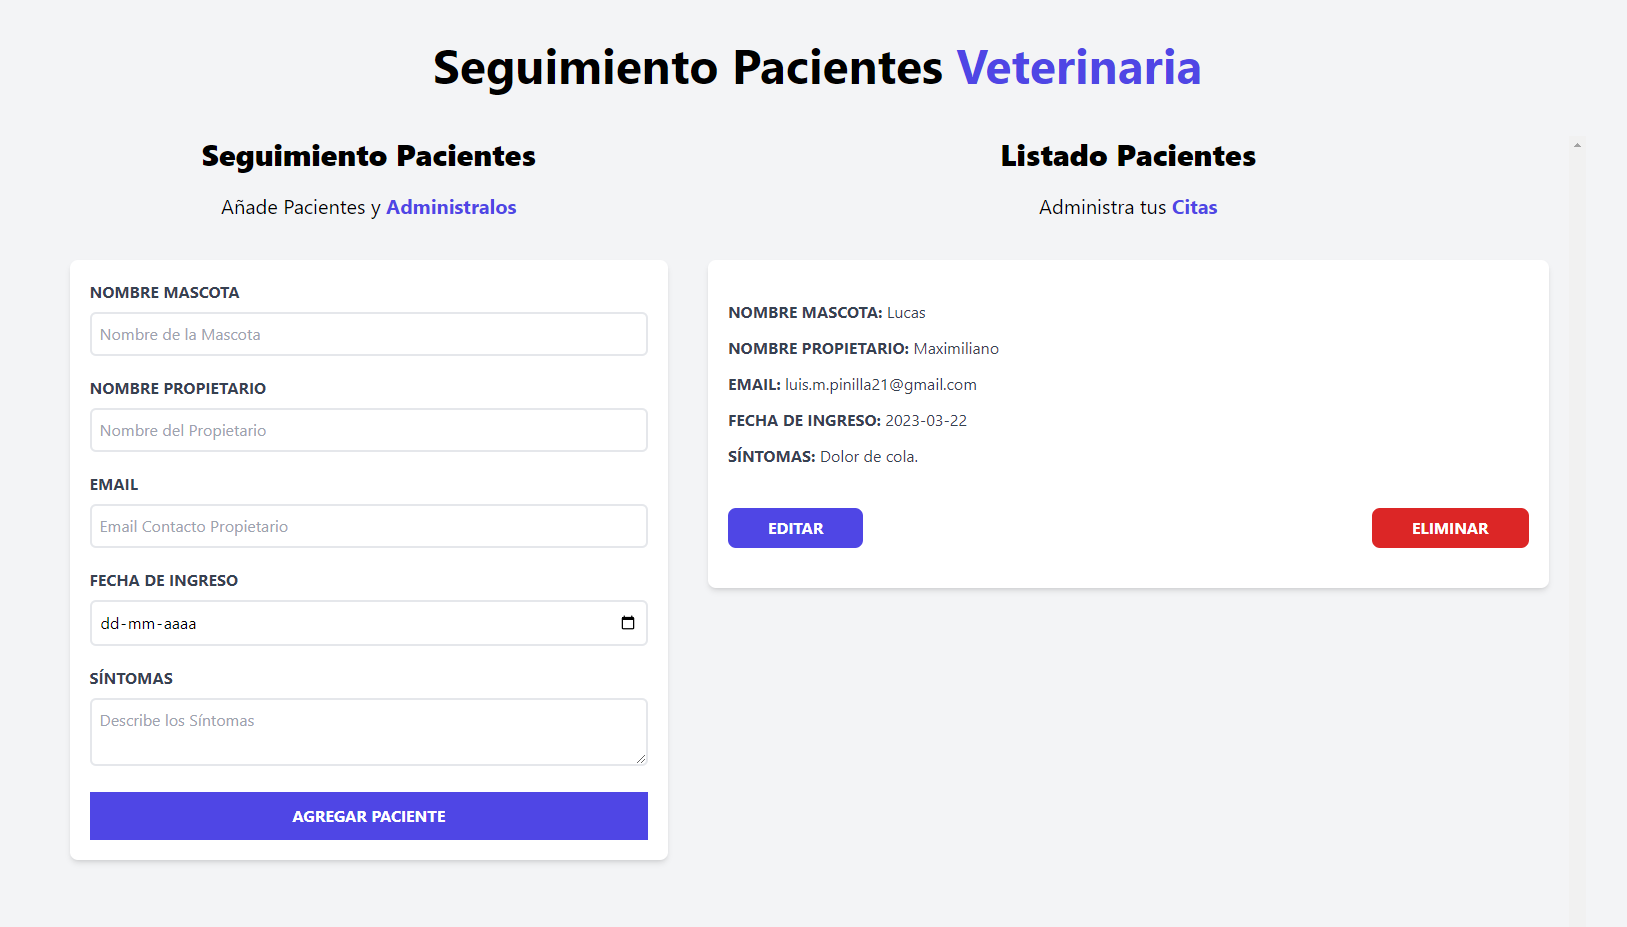 Seguimiento Pacientes Veterinaria
Seguimiento Pacientes
Añade Pacientes y Administralos
NOMBRE MASCOTA
Nombre de la Mascota
NOMBRE PROPIETARIO
Nombre del Propietario
EMAIL
Email Contacto Propietario
FECHA DE INGRESO
dd-mm-aaaa
SÍNTOMAS
Describe los Síntomas
AGREGAR PACIENTE
Listado Pacientes
Administra tus Citas
NOMBRE MASCOTA: Lucas
NOMBRE PROPIETARIO: Maximiliano
EMAIL: luis.m.pinilla21@gmail.com
FECHA DE INGRESO: 2023-03-22
SÍNTOMAS: Dolor de cola.
EDITAR
ELIMINAR